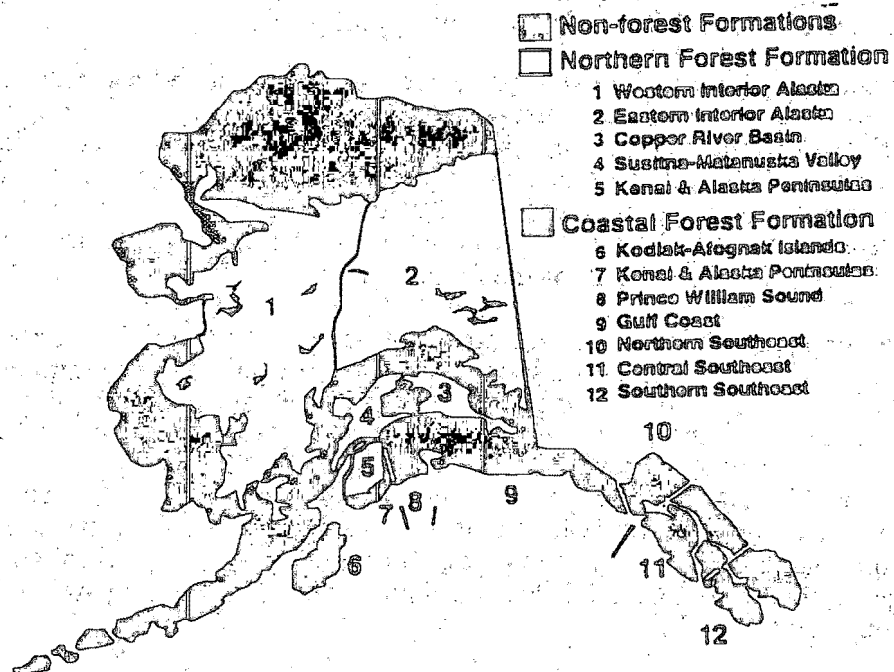 Non-forest Formations
Northern Forest Formation
1 Western Interior Alaska
2 Eastern Interior Alaska
3 Copper River Basin
4 Susitna-Matanuska Valley
5 Kenai & Alaska Peninsulas
Coastal Forest Formation
6 Kodiak-Afognak Islands
7 Kenai & Alaska Peninsulas
8 Prince William Sound
9 Gulf Coast
10 Northern Southeast
11 Central Southeast
12 Southern Southeast
1
2
3
4
5
6
7
8
9
10
11
12